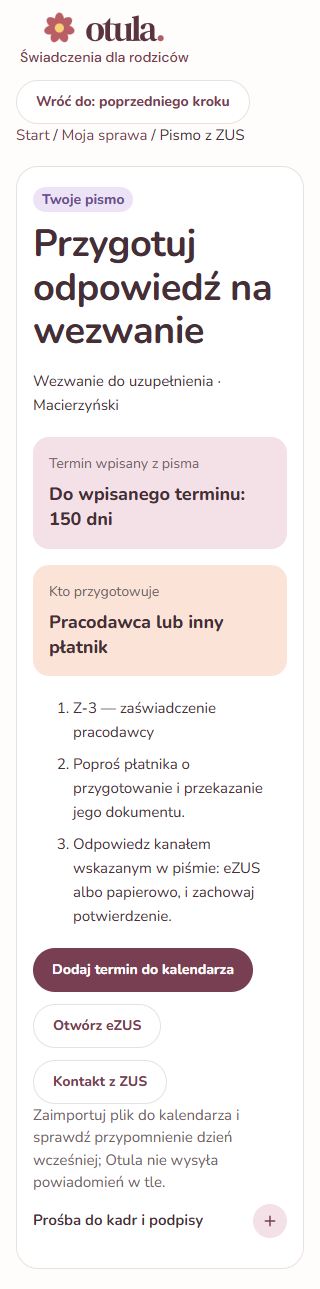 otula.
Świadczenia dla rodziców
Wróć do: poprzedniego kroku
Start / Moja sprawa / Pismo z ZUS
Twoje pismo
Przygotuj
odpowiedź na
wezwanie
Wezwanie do uzupełnienia ·
Macierzyński
Termin wpisany z pisma
Do wpisanego terminu:
150 dni
Kto przygotowuje
Pracodawca lub inny
płatnik
1. Z-3 — zaświadczenie
pracodawcy
2. Poproś płatnika o
przygotowanie i przekazanie
jego dokumentu.
3. Odpowiedz kanałem
wskazanym w piśmie: eZUS
albo papierowo, i zachowaj
potwierdzenie.
Dodaj termin do kalendarza
Otwórz eZUS
Kontakt z ZUS
Zaimportuj plik do kalendarza i
sprawdź przypomnienie dzień
wcześniej; Otula nie wysyła
powiadomień w tle.
Prośba do kadr i podpisy +